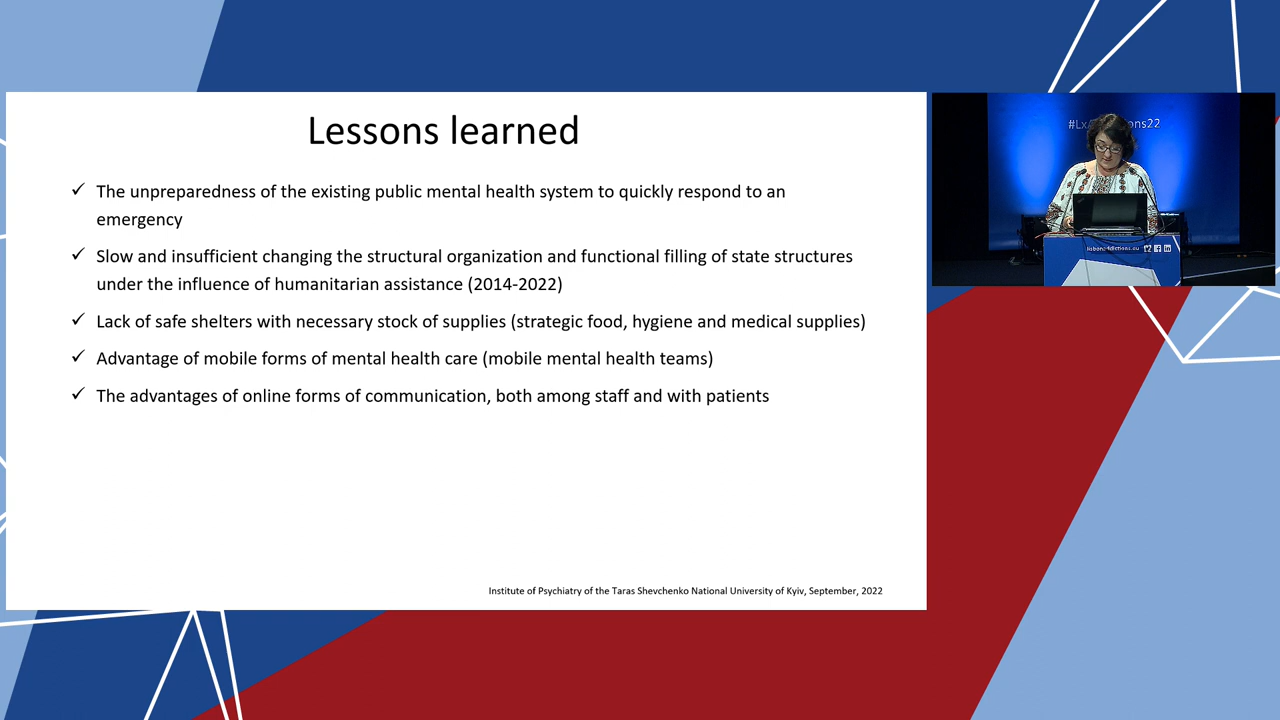 Lessons learned
✓ The unpreparedness of the existing public mental health system to quickly respond to an
emergency
✓ Slow and insufficient changing the structural organization and functional filling of state structures
under the influence of humanitarian assistance (2014-2022)
✓ Lack of safe shelters with necessary stock of supplies (strategic food, hygiene and medical supplies)
✓ Advantage of mobile forms of mental health care (mobile mental health teams)
✓ The advantages of online forms of communication, both among staff and with patients
Institute of Psychiatry of the Taras Shevchenko National University of Kyiv, September, 2022